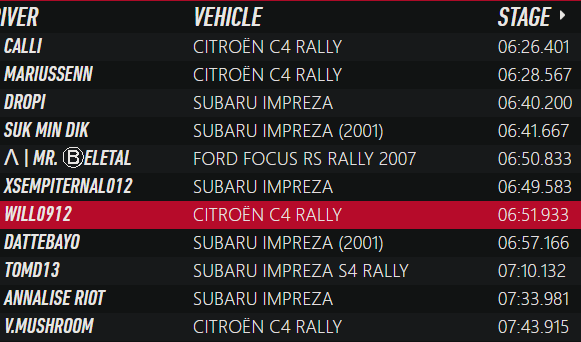 RIVER VEHICLE STAGE
CALLI CITROËN C4 RALLY 06:26.401
MARIUSSENN CITROËN C4 RALLY 06:28.567
DROPI SUBARU IMPREZA 06:40.200
SUK MIN DIK SUBARU IMPREZA (2001) 06:41.667
Λ | MR. ⒷELETAL FORD FOCUS RS RALLY 2007 06:50.833
XSEMPITERNAL012 SUBARU IMPREZA 06:49.583
WILL0912 CITROËN C4 RALLY 06:51.933
DATTEBAYO SUBARU IMPREZA (2001) 06:57.166
TOMD13 SUBARU IMPREZA S4 RALLY 07:10.132
ANNALISE RIOT SUBARU IMPREZA 07:33.981
V.MUSHROOM CITROËN C4 RALLY 07:43.915